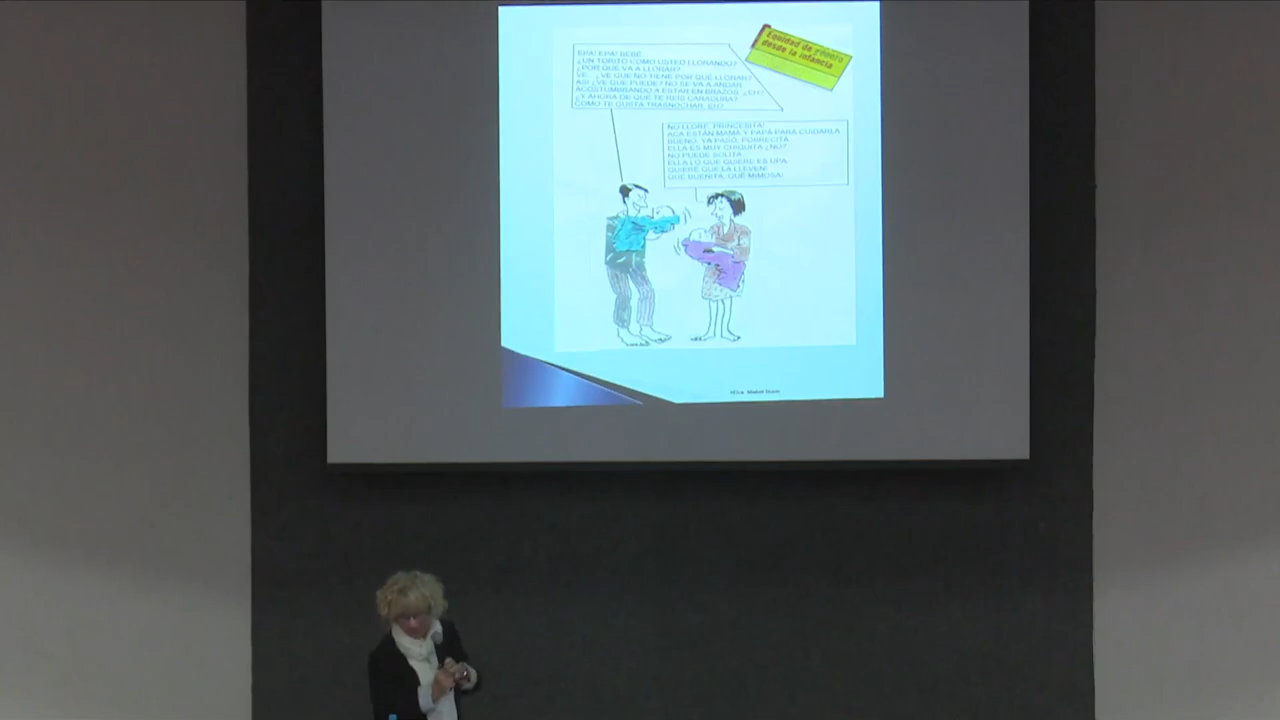 Equidad de género
desde la infancia
EPA! EPA! BEBÉ
¿UN TORITO COMO USTED LLORANDO?
¿POR QUÉ VA A LLORAR?
VE... ¿VE QUE NO TIENE POR QUÉ LLORAR?
ASÍ ¿VE QUE PUEDE? NO SE VA A ANDAR
ACOSTUMBRANDO A ESTAR EN BRAZOS. ¿EH?
¿Y AHORA DE QUÉ TE REÍS CARADURA?
COMO TE GUSTA TRASNOCHAR, EH?
NO LLORE, PRINCESITA!
ACA ESTÁN MAMÁ Y PAPÁ PARA CUIDARLA
BUENO, YA PASÓ, POBRECITA.
ELLA ES MUY CHIQUITA ¿NO?
NO PUEDE SOLITA
ELLA LO QUE QUIERE ES UPA
QUIERE QUE LA LLEVEN!
QUE BUENITA, QUÉ MIMOSA!